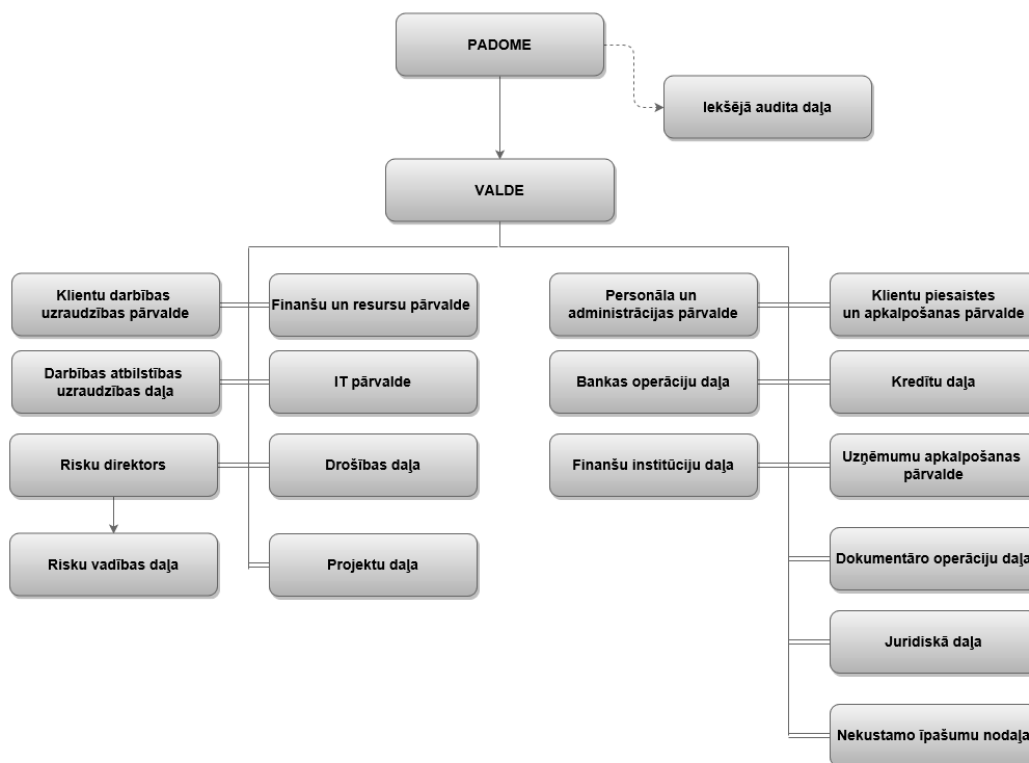 PADOME
Iekšējā audita daļa
VALDE
Klientu darbības
uzraudzības pārvalde
Finanšu un resursu pārvalde
Personāla un
administrācijas pārvalde
Klientu piesaistes
un apkalpošanas pārvalde
Darbības atbilstības
uzraudzības daļa
IT pārvalde
Bankas operāciju daļa
Kredītu daļa
Risku direktors
Drošības daļa
Finanšu institūciju daļa
Uzņēmumu apkalpošanas
pārvalde
Risku vadības daļa
Projektu daļa
Dokumentāro operāciju daļa
Juridiskā daļa
Nekustamo īpašumu nodaļa